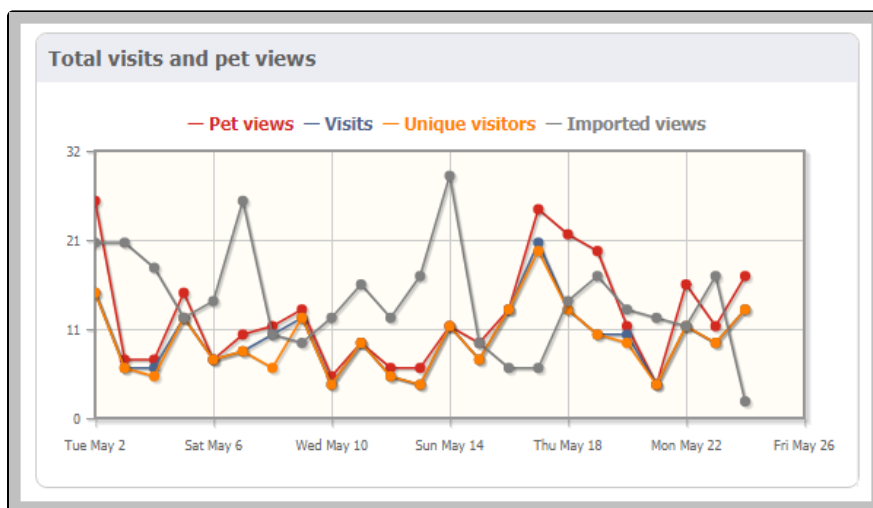 Total visits and pet views
— Pet views — Visits — Unique visitors — Imported views
32
21
11
0
Tue May 2 Sat May 6 Wed May 10 Sun May 14 Thu May 18 Mon May 22 Fri May 26